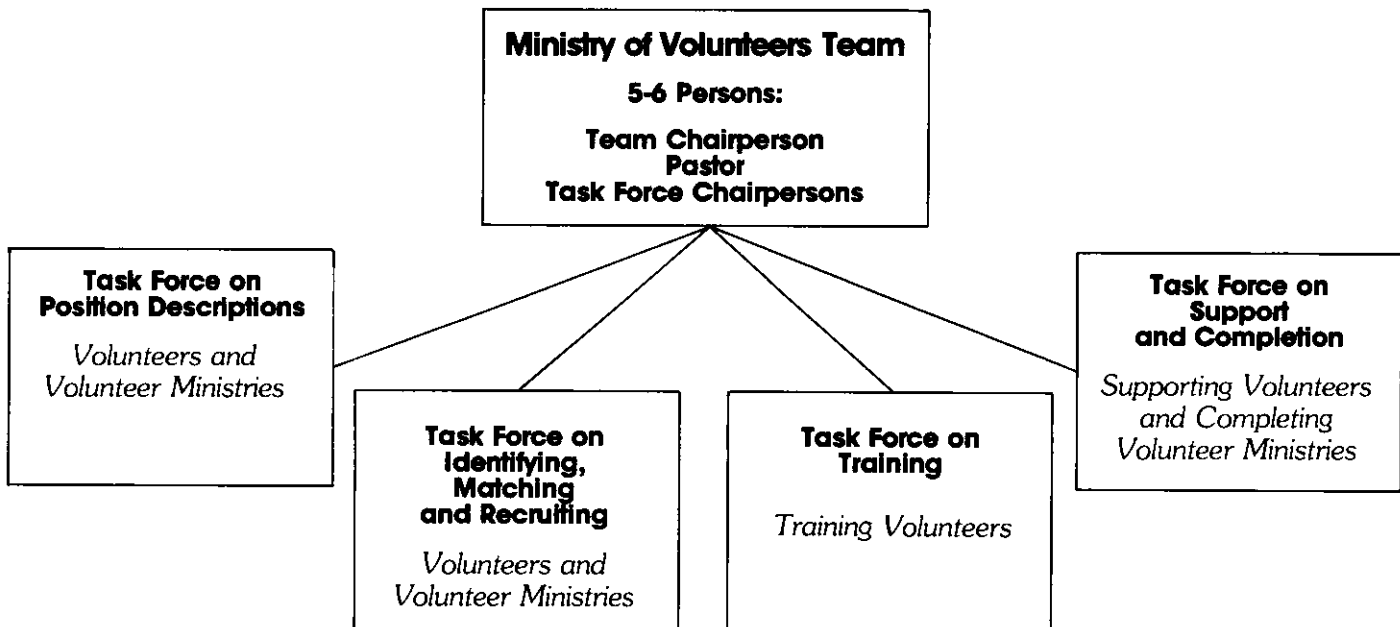 Ministry of Volunteers Team
5-6 Persons:
Team Chairperson
Pastor
Task Force Chairpersons
Task Force on
Position Descriptions
Volunteers and
Volunteer Ministries
Task Force on
Identifying,
Matching
and Recruiting
Volunteers and
Volunteer Ministries
Task Force on
Training
Training Volunteers
Task Force on
Support
and Completion
Supporting Volunteers
and Completing
Volunteer Ministries